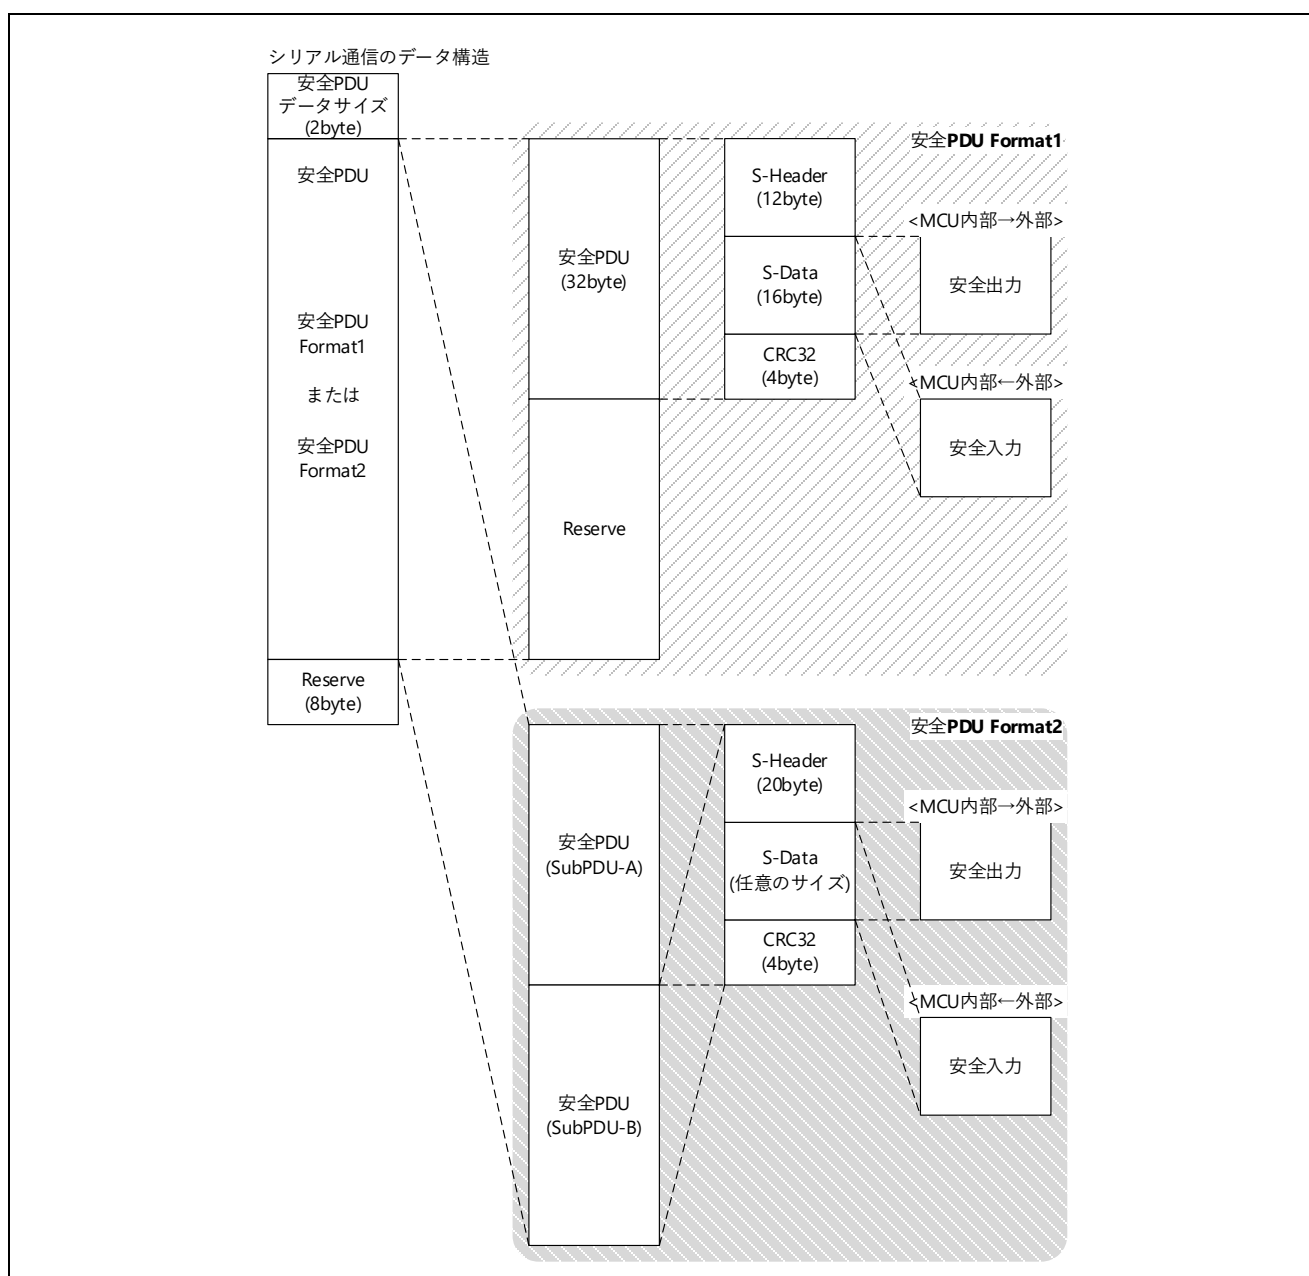 シリアル通信のデータ構造
安全PDU
データサイズ
(2byte)
安全PDU
安全PDU
Format1
または
安全PDU
Format2
Reserve
(8byte)
安全PDU Format1
安全PDU
(32byte)
Reserve
S-Header
(12byte)
S-Data
(16byte)
CRC32
(4byte)
<MCU内部→外部>
安全出力
<MCU内部←外部>
安全入力
安全PDU Format2
安全PDU
(SubPDU-A)
安全PDU
(SubPDU-B)
S-Header
(20byte)
S-Data
(任意のサイズ)
CRC32
(4byte)
<MCU内部→外部>
安全出力
<MCU内部←外部>
安全入力